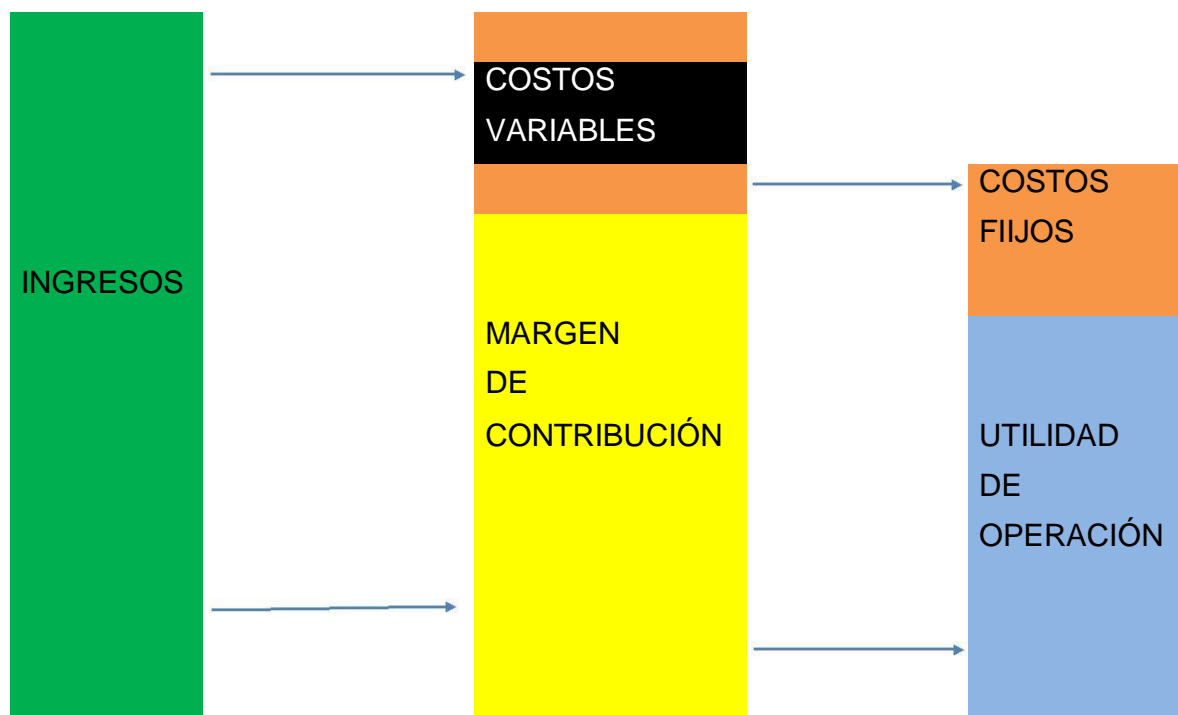 INGRESOS
COSTOS
VARIABLES
MARGEN
DE
CONTRIBUCIÓN
COSTOS
FIIJOS
UTILIDAD
DE
OPERACIÓN